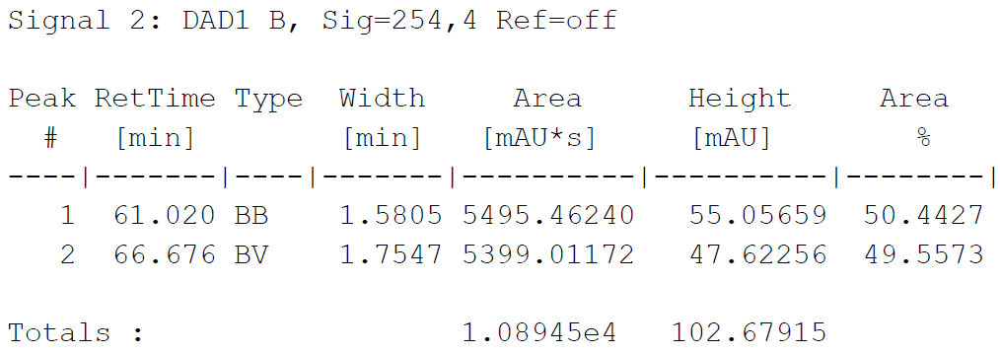 Signal 2: DAD1 B, Sig=254,4 Ref=off
Peak RetTime Type  Width     Area      Height     Area
  #   [min]        [min]   [mAU*s]     [mAU]        %
----|-------|----|-------|----------|----------|--------|
   1  61.020 BB    1.5805 5495.46240   55.05659  50.4427
   2  66.676 BV    1.7547 5399.01172   47.62256  49.5573
Totals :                  1.08945e4   102.67915